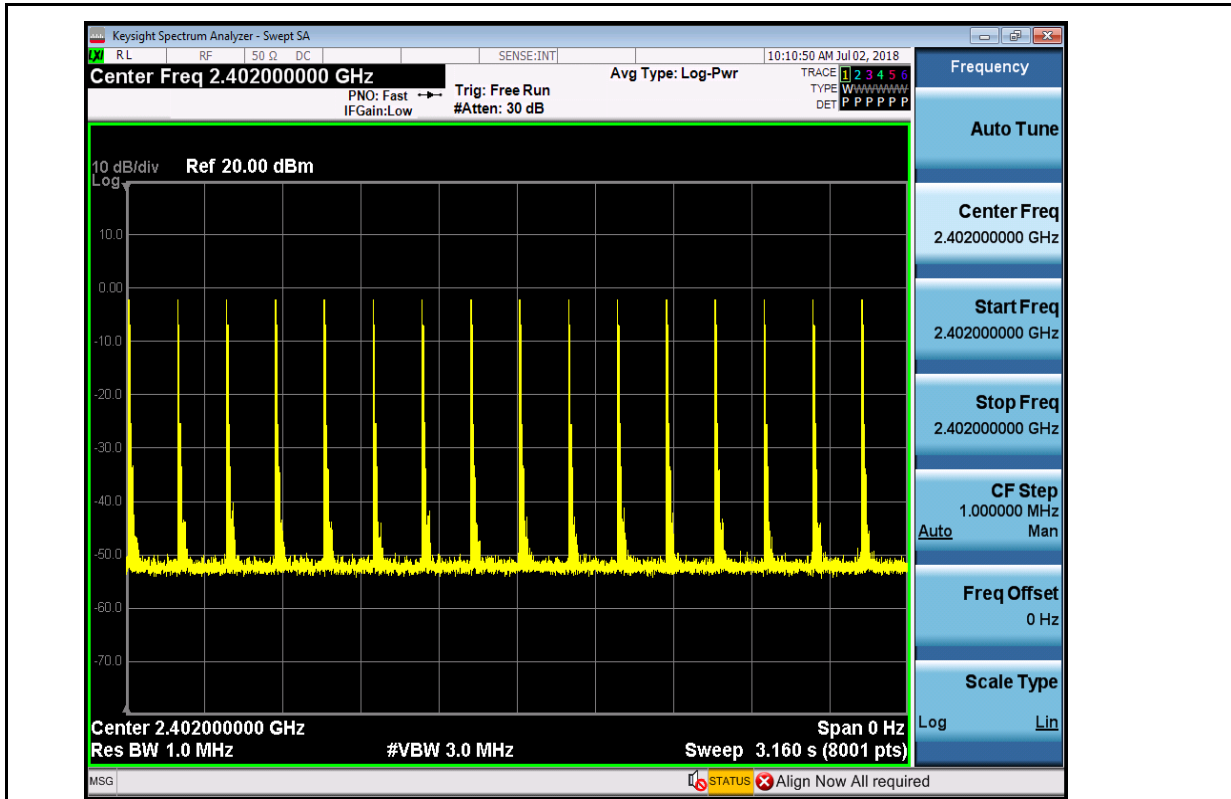 Keysight Spectrum Analyzer - Swept SA
LXI RL RF 50 Ω DC SENSE:INT 10:10:50 AM Jul 02, 2018
Center Freq 2.402000000 GHz
PNO: Fast
IFGain:Low
Trig: Free Run
#Atten: 30 dB
Avg Type: Log-Pwr
TRACE 1 2 3 4 5 6
TYPE WWWWWW
DET P P P P P P
10 dB/div Ref 20.00 dBm
Log
10.0
0.00
-10.0
-20.0
-30.0
-40.0
-50.0
-60.0
-70.0
Center 2.402000000 GHz Span 0 Hz
Res BW 1.0 MHz #VBW 3.0 MHz Sweep 3.160 s (8001 pts)
MSG STATUS Align Now All required
Frequency
Auto Tune
Center Freq
2.402000000 GHz
Start Freq
2.402000000 GHz
Stop Freq
2.402000000 GHz
CF Step
1.000000 MHz
Auto Man
Freq Offset
0 Hz
Scale Type
Log Lin